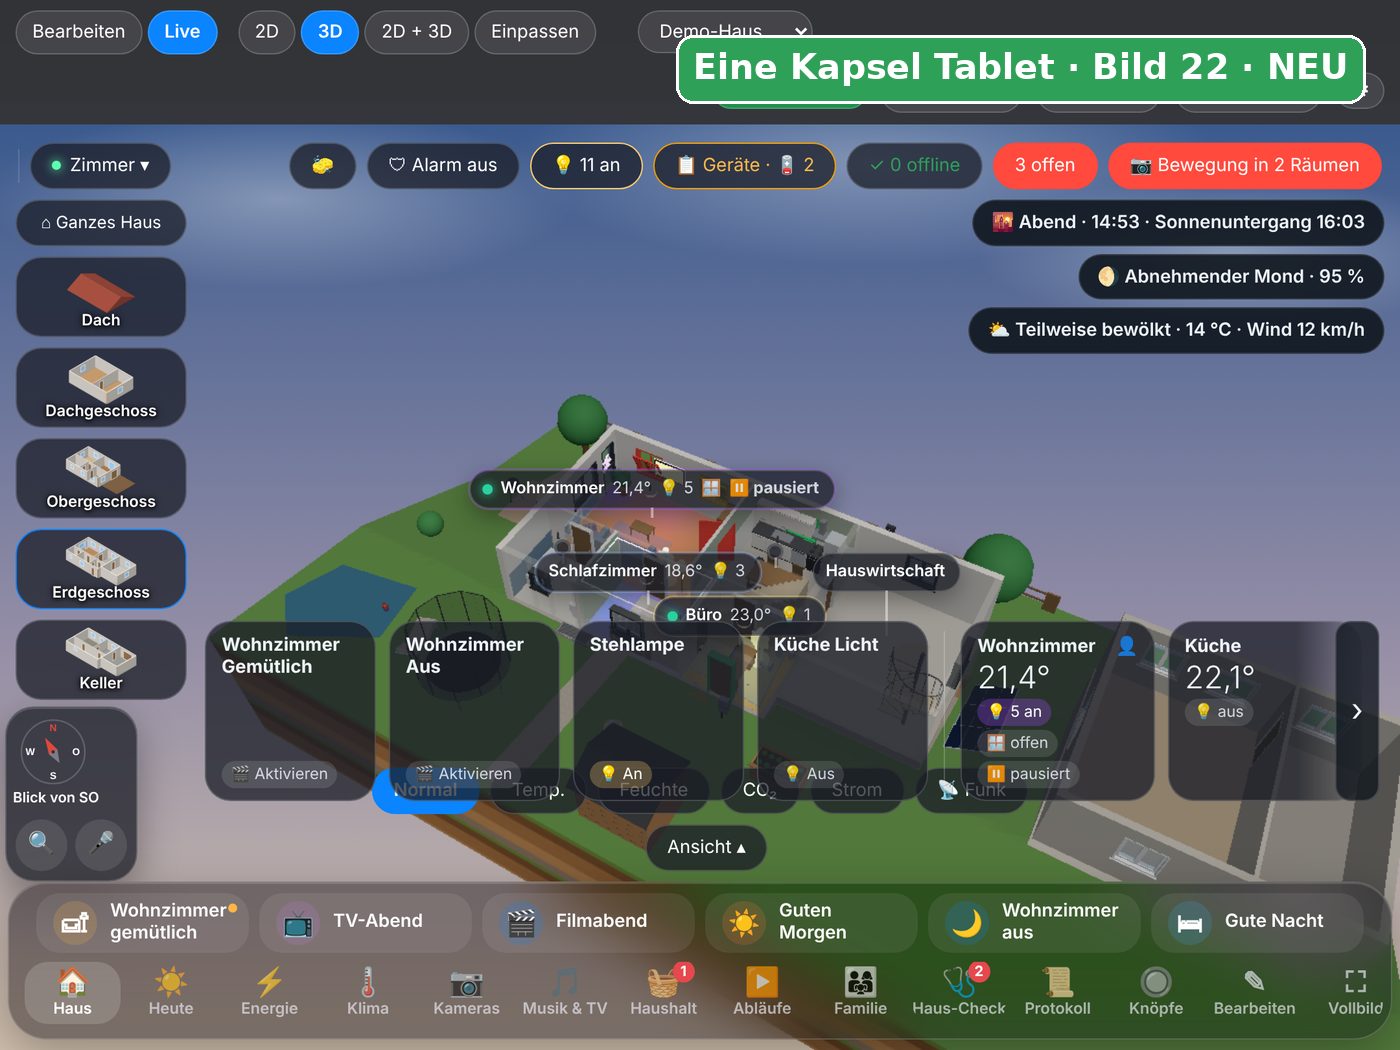 Bearbeiten
Live
2D
3D
2D + 3D
Einpassen
Demo-Haus
Eine Kapsel Tablet · Bild 22 · NEU
Zimmer ▾
Alarm aus
11 an
Geräte · 2
✓ 0 offline
3 offen
Bewegung in 2 Räumen
⌂ Ganzes Haus
Abend · 14:53 · Sonnenuntergang 16:03
Abnehmender Mond · 95 %
Teilweise bewölkt · 14 °C · Wind 12 km/h
Dach
Dachgeschoss
Obergeschoss
Erdgeschoss
Keller
Wohnzimmer 21,4° 5 pausiert
Schlafzimmer 18,6° 3
Hauswirtschaft
Büro 23,0° 1
Wohnzimmer
Gemütlich
Aktivieren
Wohnzimmer
Aus
Aktivieren
Stehlampe
An
Küche Licht
Aus
Wohnzimmer
21,4°
5 an
offen
pausiert
Küche
22,1°
aus
›
N
W
O
S
Blick von SO
Normal
Temp.
Feuchte
CO₂
Strom
Funk
Ansicht ▴
Wohnzimmer
gemütlich
TV-Abend
Filmabend
Guten
Morgen
Wohnzimmer
aus
Gute Nacht
Haus
Heute
Energie
Klima
Kameras
Musik & TV
1
Haushalt
Abläufe
Familie
2
Haus-Check
Protokoll
Knöpfe
Bearbeiten
Vollbild